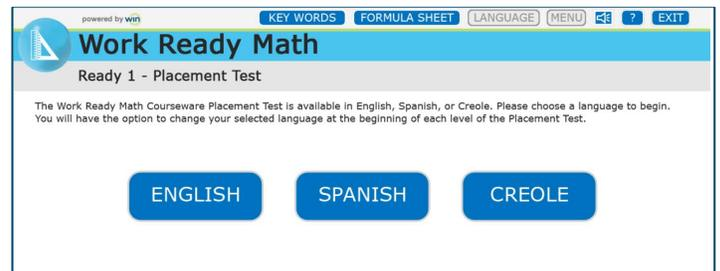 powered by win
KEY WORDS FORMULA SHEET LANGUAGE MENU ? EXIT
Work Ready Math
Ready 1 - Placement Test
The Work Ready Math Courseware Placement Test is available in English, Spanish, or Creole. Please choose a language to begin.
You will have the option to change your selected language at the beginning of each level of the Placement Test.
ENGLISH SPANISH CREOLE